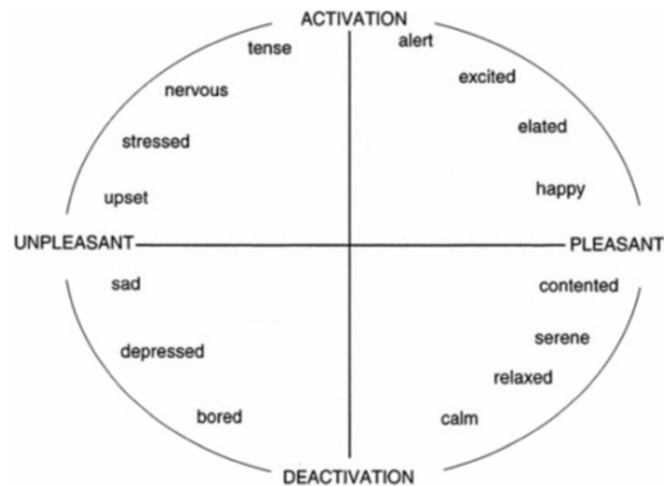 ACTIVATION
tense
alert
nervous
excited
stressed
elated
upset
happy
UNPLEASANT
PLEASANT
sad
contented
depressed
serene
relaxed
bored
calm
DEACTIVATION